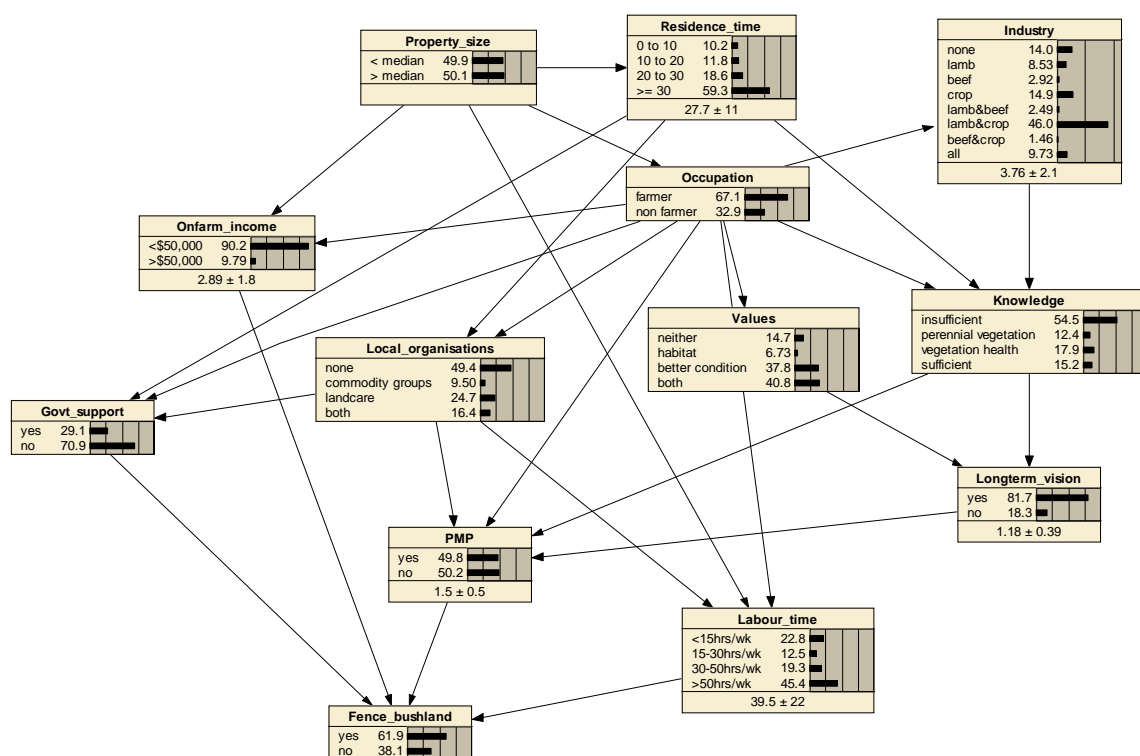 Property_size
< median 49.9
> median 50.1
Residence_time
0 to 10 10.2
10 to 20 11.8
20 to 30 18.6
>= 30 59.3
27.7 ± 11
Industry
none 14.0
lamb 8.53
beef 2.92
crop 14.9
lamb&beef 2.49
lamb&crop 46.0
beef&crop 1.46
all 9.73
3.76 ± 2.1
Occupation
farmer 67.1
non farmer 32.9
Onfarm_income
<$50,000 90.2
>$50,000 9.79
2.89 ± 1.8
Knowledge
insufficient 54.5
perennial vegetation 12.4
vegetation health 17.9
sufficient 15.2
Values
neither 14.7
habitat 6.73
better condition 37.8
both 40.8
Local_organisations
none 49.4
commodity groups 9.50
landcare 24.7
both 16.4
Govt_support
yes 29.1
no 70.9
Longterm_vision
yes 81.7
no 18.3
1.18 ± 0.39
PMP
yes 49.8
no 50.2
1.5 ± 0.5
Labour_time
<15hrs/wk 22.8
15-30hrs/wk 12.5
30-50hrs/wk 19.3
>50hrs/wk 45.4
39.5 ± 22
Fence_bushland
yes 61.9
no 38.1